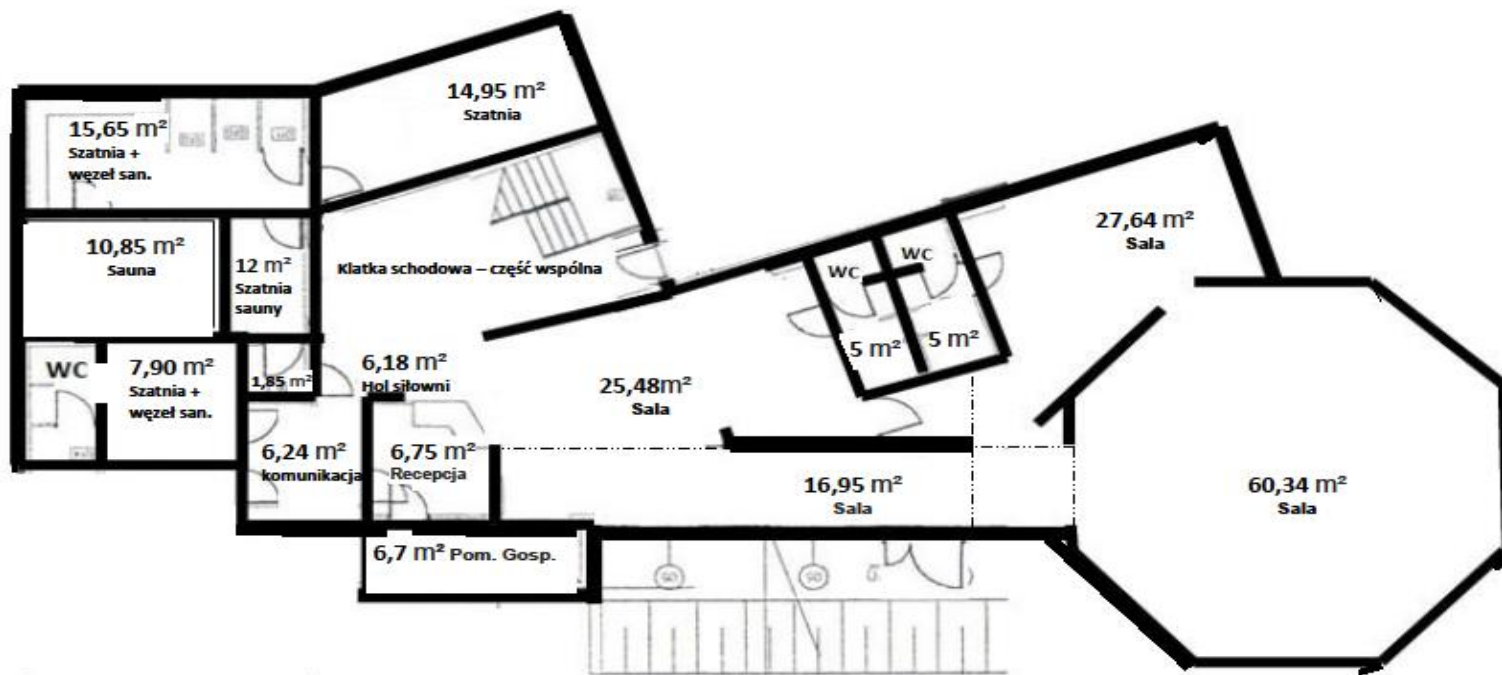 14,95 m²
Szatnia
15,65 m²
Szatnia +
węzeł san.
10,85 m²
Sauna
12 m²
Szatnia
sauny
Klatka schodowa – część wspólna
27,64 m²
Sala
WC
WC
5 m²
5 m²
WC
7,90 m²
Szatnia +
węzeł san.
1,85 m²
6,18 m²
Hol siłowni
25,48m²
Sala
6,24 m²
komunikacja
6,75 m²
Recepcja
16,95 m²
Sala
60,34 m²
Sala
6,7 m² Pom. Gosp.